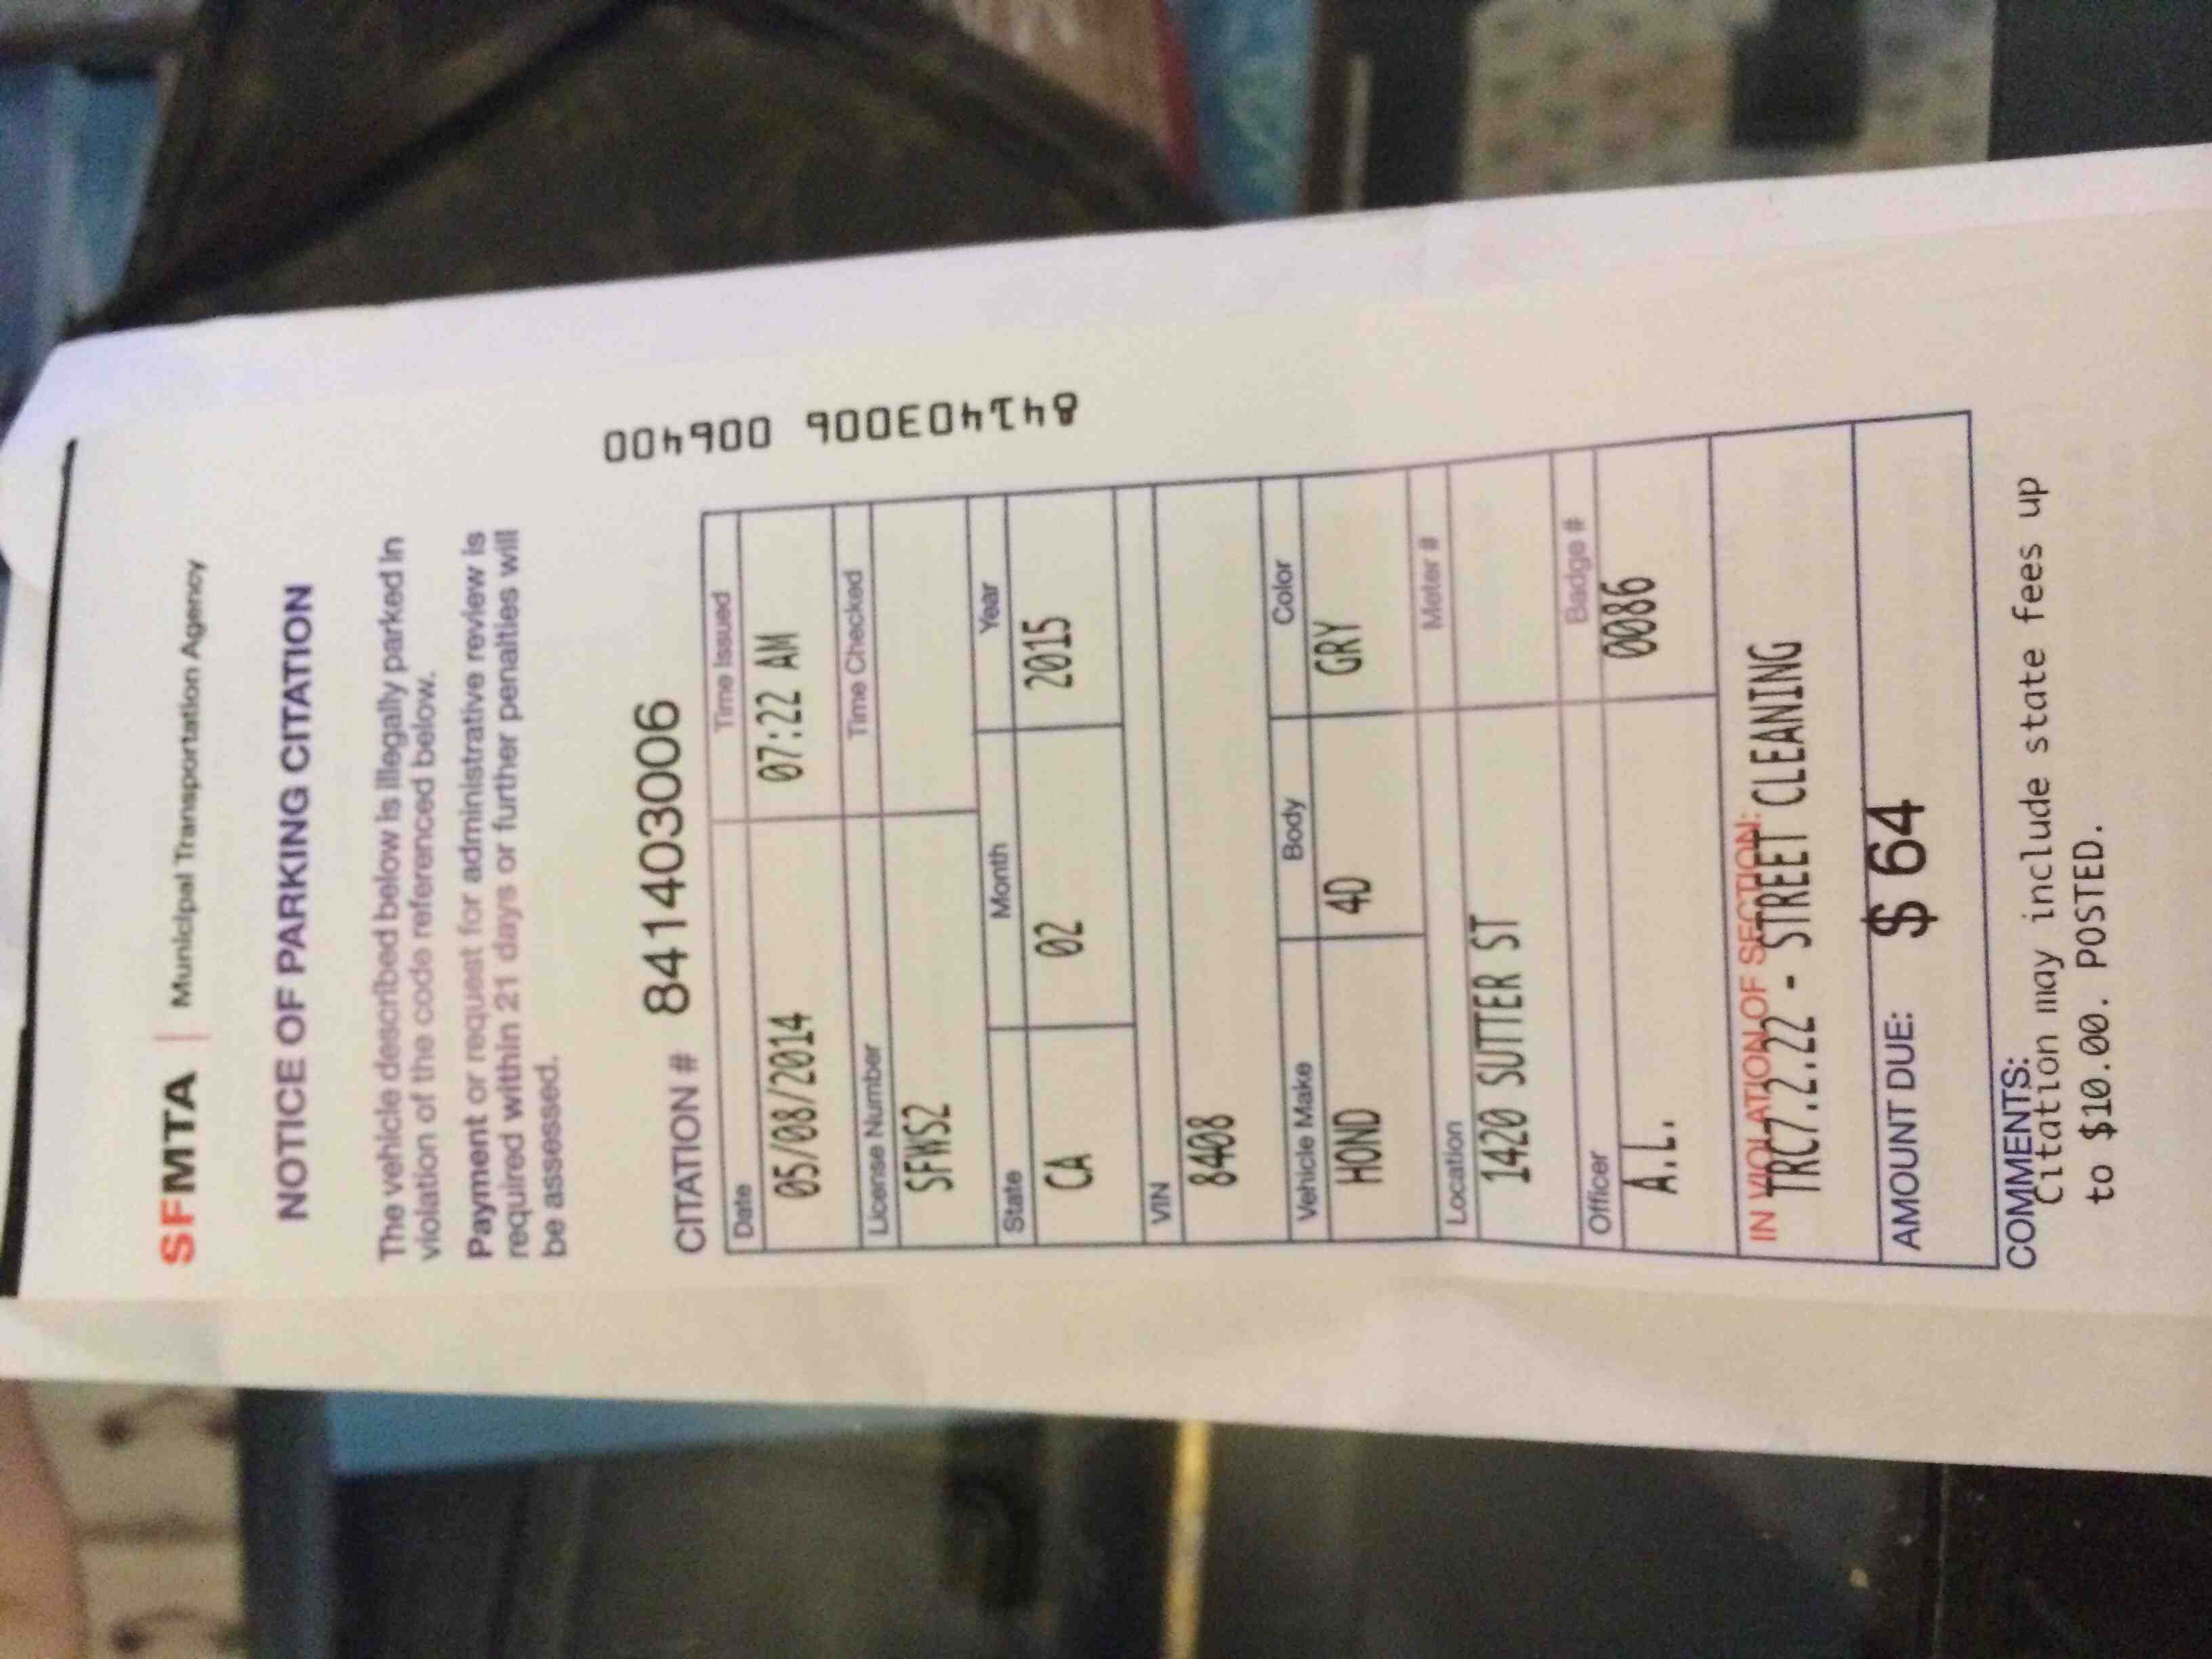 SFMTA | Municipal Transportation Agency
NOTICE OF PARKING CITATION
The vehicle described below is illegally parked in
violation of the code referenced below.
Payment or request for administrative review is
required within 21 days or further penalties will
be assessed.
CITATION # 841403006
Date Time Issued
05/08/2014 07:22 AM
License Number Time Checked
SFWS2
State Month Year
CA 02 2015
VIN
8408
Vehicle Make Body Color
HOND 4D GRY
Location Meter #
1420 SUTTER ST
Officer Badge #
A.L. 0086
IN VIOLATION OF SECTION:
TRC7.2.22 - STREET CLEANING
AMOUNT DUE: $ 64
COMMENTS:
Citation may include state fees up
to $10.00. POSTED.
841403006 006400